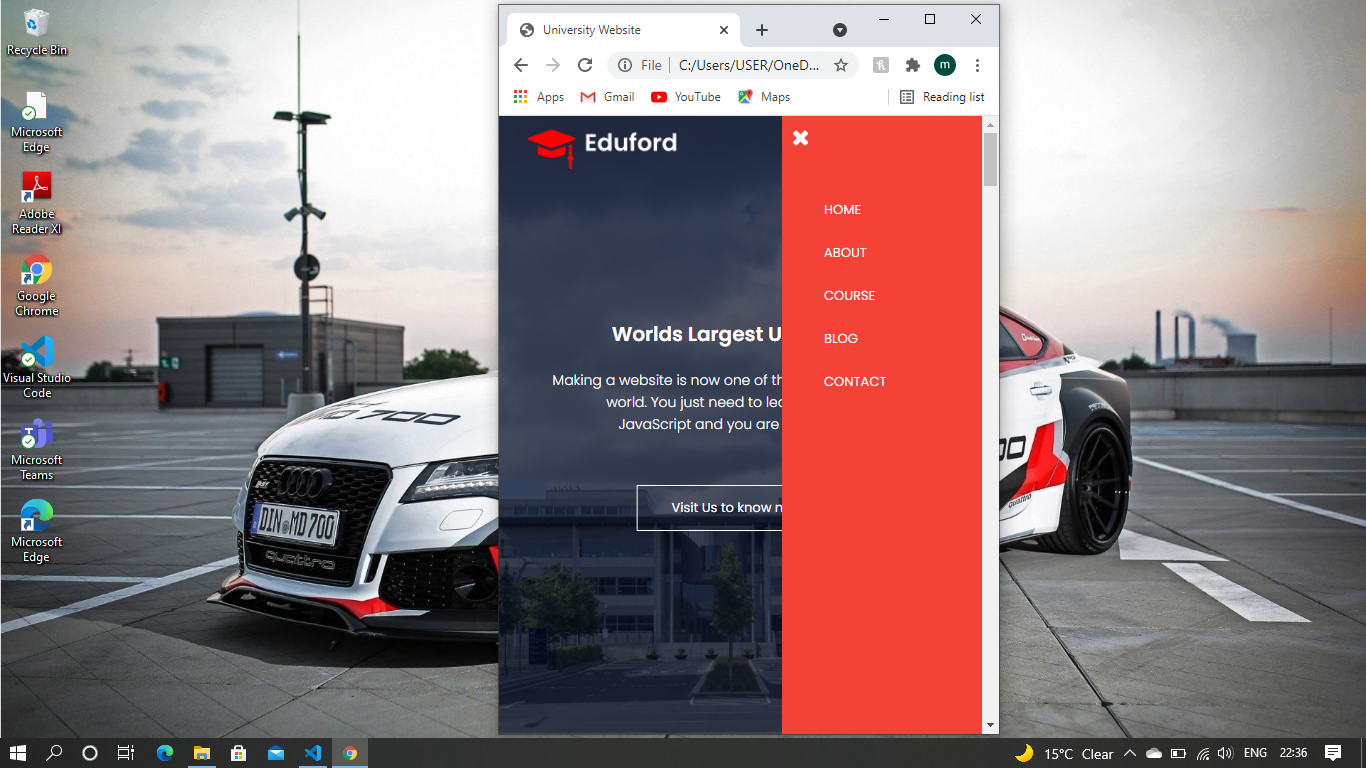 Recycle Bin
Microsoft
Edge
Adobe
Reader XI
Google
Chrome
Visual Studio
Code
Microsoft
Teams
Microsoft
Edge
University Website
File
C:/Users/USER/OneD...
m
Apps
Gmail
YouTube
Maps
Reading list
Eduford
HOME
ABOUT
COURSE
BLOG
CONTACT
Worlds Largest U
Making a website is now one of th
world. You just need to lea
JavaScript and you are
Visit Us to know n
700
DIN MD 700
quattro
quattro
15°C Clear
ENG
22:36